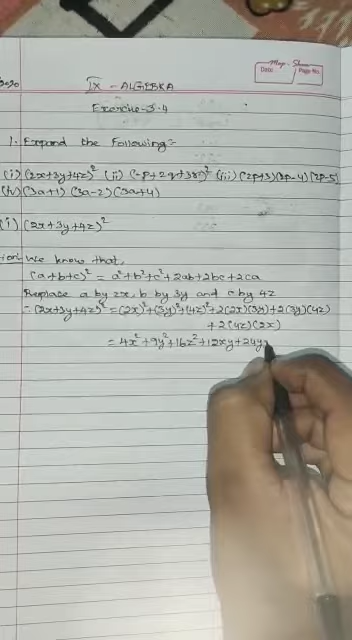 IX - ALGEBRA
Date: Page No.
Exercise-3.4
1. Expand the Following:-
(i) (2x+3y+4z)² (ii) (-p+2q+3r)² (iii) (2p+3)(2p-4)(2p-5)
(iv) (3a+1) (3a-2) (3a+4)
(i) (2x+3y+4z)²
We know that,
(a+b+c)² = a²+b²+c²+2ab+2bc+2ca
Replace a by 2x, b by 3y and c by 4z
∴ (2x+3y+4z)² = (2x)²+(3y)²+(4z)²+2(2x)(3y)+2(3y)(4z)
+2(4z)(2x)
= 4x²+9y²+16z²+12xy+24y